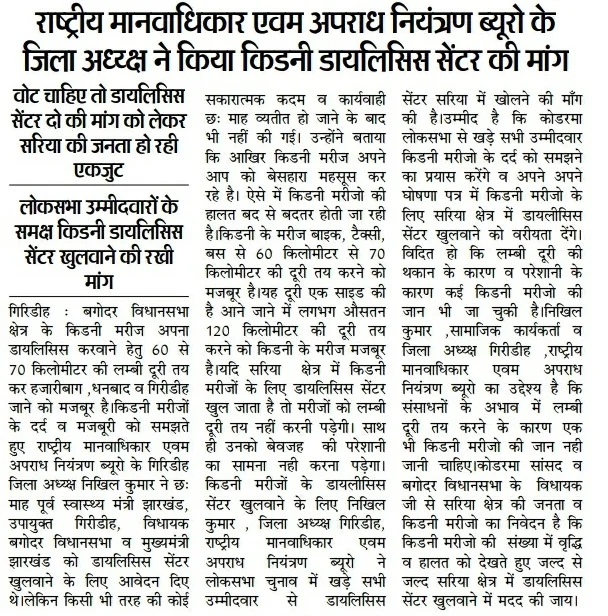 राष्ट्रीय मानवाधिकार एवम अपराध नियंत्रण ब्यूरो के
जिला अध्य्क्ष ने किया किडनी डायलिसिस सेंटर की मांग
वोट चाहिए तो डायलिसिस
सेंटर दो की मांग को लेकर
सरिया की जनता हो रही
एकजुट
लोकसभा उम्मीदवारों के
समक्ष किडनी डायलिसिस
सेंटर खुलवाने की रखी
मांग
गिरिडीह : बगोदर विधानसभा
क्षेत्र के किडनी मरीज अपना
डायलिसिस करवाने हेतु 60 से
70 किलोमीटर की लम्बी दूरी तय
कर हजारीबाग ,धनबाद व गिरीडीह
जाने को मजबूर है।किडनी मरीजों
के दर्द व मजबूरी को समझते
हुए राष्ट्रीय मानवाधिकार एवम
अपराध नियंत्रण ब्यूरो के गिरिडीह
जिला अध्यक्ष निखिल कुमार ने छः
माह पूर्व स्वास्थ्य मंत्री झारखंड,
उपायुक्त गिरीडीह, विधायक
बगोदर विधानसभा व मुख्यमंत्री
झारखंड को डायलिसिस सेंटर
खुलवाने के लिए आवेदन दिए
थे।लेकिन किसी भी तरह की कोई
सकारात्मक कदम व कार्यवाही
छः माह व्यतीत हो जाने के बाद
भी नहीं की गई। उन्होंने बताया
कि आखिर किडनी मरीज अपने
आप को बेसहारा महसूस कर
रहे है। ऐसे में किडनी मरीजो की
हालत बद से बदतर होती जा रही
है।किडनी के मरीज बाइक, टैक्सी,
बस से 60 किलोमीटर से 70
किलोमीटर की दूरी तय करने को
मजबूर है।यह दूरी एक साइड की
है आने जाने में लगभग औसतन
120 किलोमीटर की दूरी तय
करने को किडनी के मरीज मजबूर
है।यदि सरिया क्षेत्र में किडनी
मरीजों के लिए डायलिसिस सेंटर
खुल जाता है तो मरीजों को लम्बी
दूरी तय नहीं करनी पड़ेगी। साथ
ही उनको बेवजह की परेशानी
का सामना नही करना पड़ेगा।
किडनी मरीजों के डायलीसिस
सेंटर खुलवाने के लिए निखिल
कुमार , जिला अध्यक्ष गिरिडीह,
राष्ट्रीय मानवाधिकार एवम
अपराध नियंत्रण ब्यूरो ने
लोकसभा चुनाव में खड़े सभी
उम्मीदवार से डायलिसिस
सेंटर सरिया में खोलने की माँग
की है।उम्मीद है कि कोडरमा
लोकसभा से खड़े सभी उम्मीदवार
किडनी मरीजो के दर्द को समझने
का प्रयास करेंगे व अपने अपने
घोषणा पत्र में किडनी मरीजो के
लिए सरिया क्षेत्र में डायलीसिस
सेंटर खुलवाने को वरीयता देंगे।
विदित हो कि लम्बी दूरी की
थकान के कारण व परेशानी के
कारण कई किडनी मरीजो की
जान भी जा चुकी है।निखिल
कुमार ,सामाजिक कार्यकर्ता व
जिला अध्य्क्ष गिरीडीह ,राष्ट्रीय
मानवाधिकार एवम अपराध
नियंत्रण ब्यूरो का उद्देश्य है कि
संसाधनों के अभाव में लम्बी
दूरी तय करने के कारण एक
भी किडनी मरीजो की जान नही
जानी चाहिए।कोडरमा सांसद व
बगोदर विधानसभा के विधायक
जी से सरिया क्षेत्र की जनता व
किडनी मरीजो का निवेदन है कि
किडनी मरीजो की संख्या में वृद्धि
व हालत को देखते हुए जल्द से
जल्द सरिया क्षेत्र में डायलिसिस
सेंटर खुलवाने में मदद की जाय।